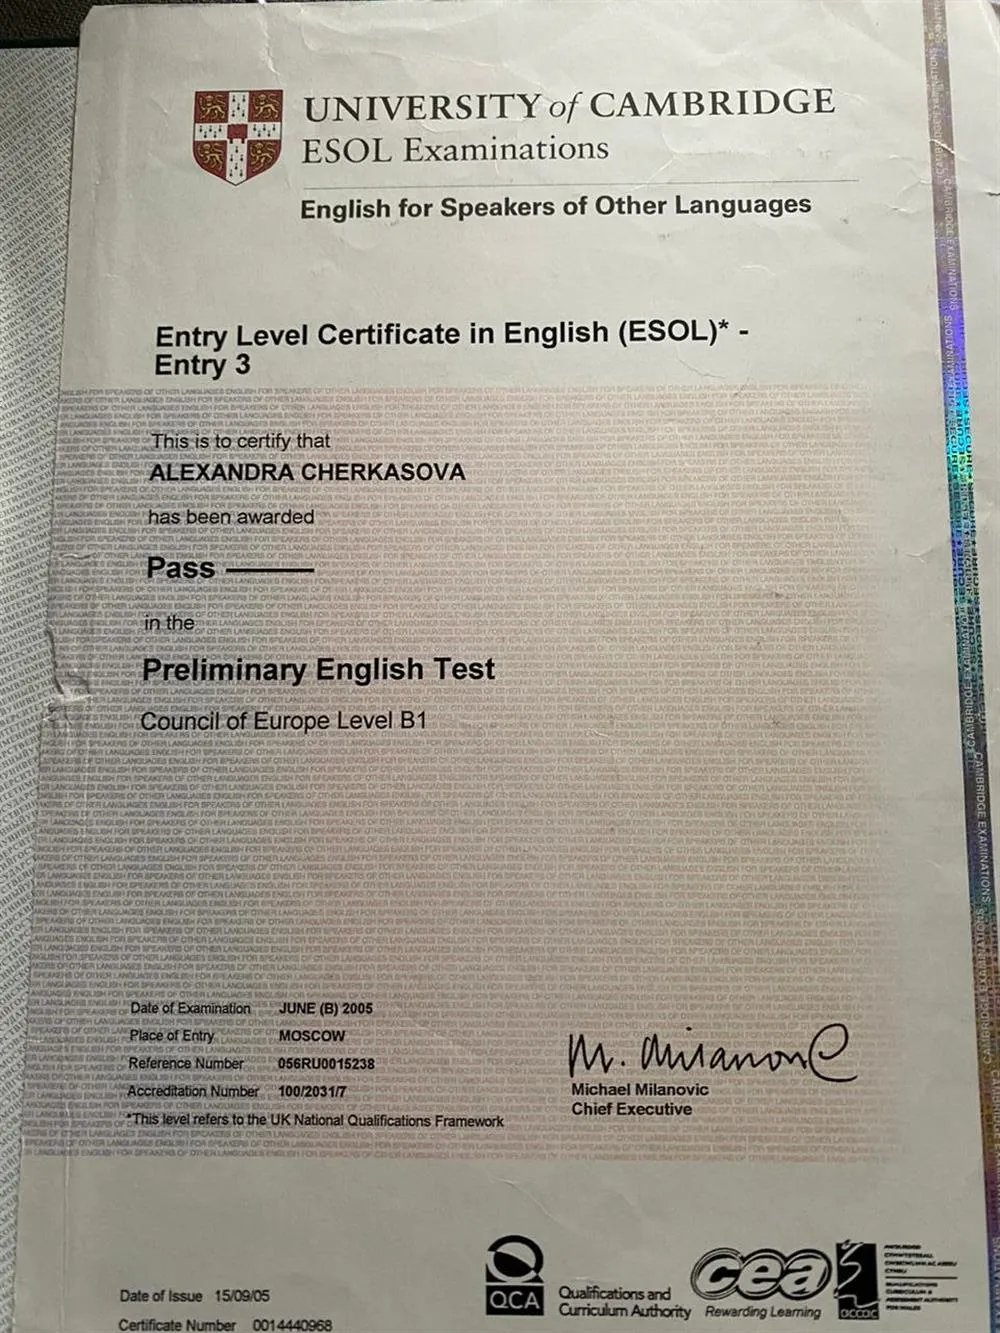 UNIVERSITY of CAMBRIDGE
ESOL Examinations
English for Speakers of Other Languages
Entry Level Certificate in English (ESOL)* -
Entry 3
This is to certify that
ALEXANDRA CHERKASOVA
has been awarded
Pass
in the
Preliminary English Test
Council of Europe Level B1
Date of Examination JUNE (B) 2005
Place of Entry MOSCOW
Reference Number 056RU0015238
Accreditation Number 100/2031/7
*This level refers to the UK National Qualifications Framework
Michael Milanovic
Chief Executive
Date of Issue 15/09/05
Certificate Number 0014440968
QCA
Qualifications and
Curriculum Authority
cea
Rewarding Learning